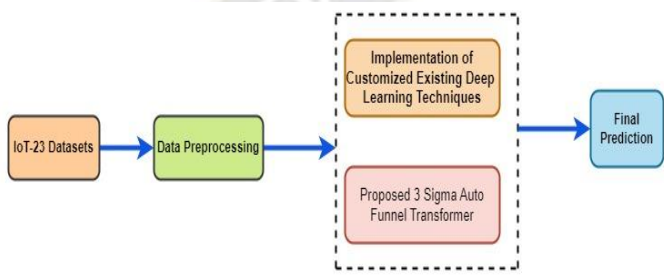 IoT-23 Datasets
Data Preprocessing
Implementation of
Customized Existing Deep
Learning Techniques
Proposed 3 Sigma Auto
Funnel Transformer
Final
Prediction